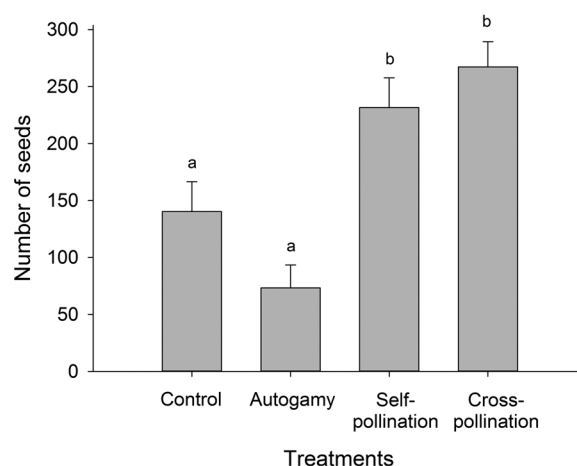 Number of seeds
300
250
200
150
100
50
0
a
a
b
b
Control
Autogamy
Self-
pollination
Cross-
pollination
Treatments